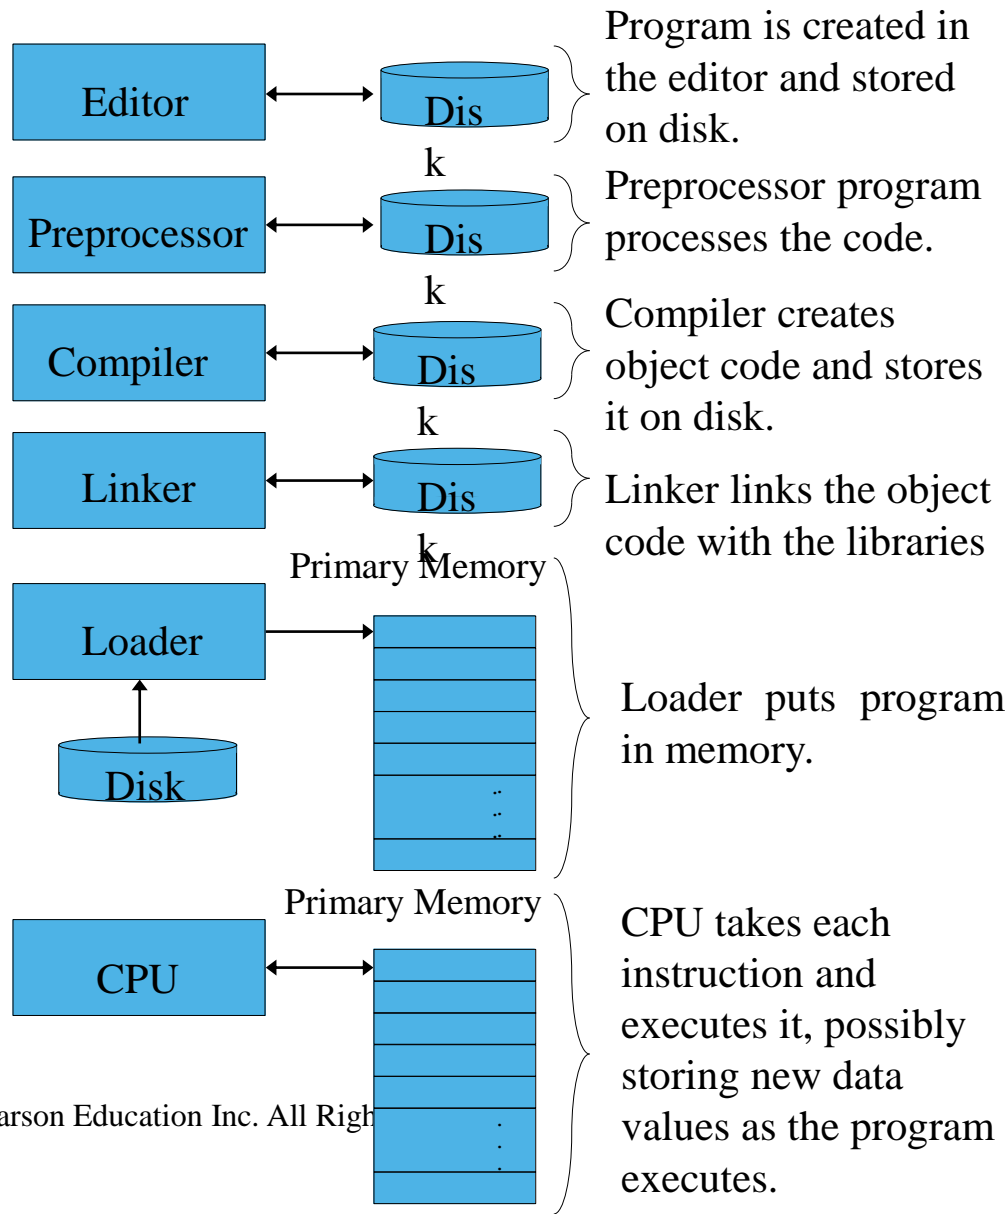 Program is created in
the editor and stored
on disk.
Editor
Dis
k
Preprocessor program
processes the code.
Preprocessor
Dis
k
Compiler creates
object code and stores
it on disk.
Compiler
Dis
k
Linker links the object
code with the libraries
Linker
Dis
k
Primary Memory
Loader
Disk
Loader puts program
in memory.
Primary Memory
CPU
CPU takes each
instruction and
executes it, possibly
storing new data
values as the program
executes.
arson Education Inc. All Righ